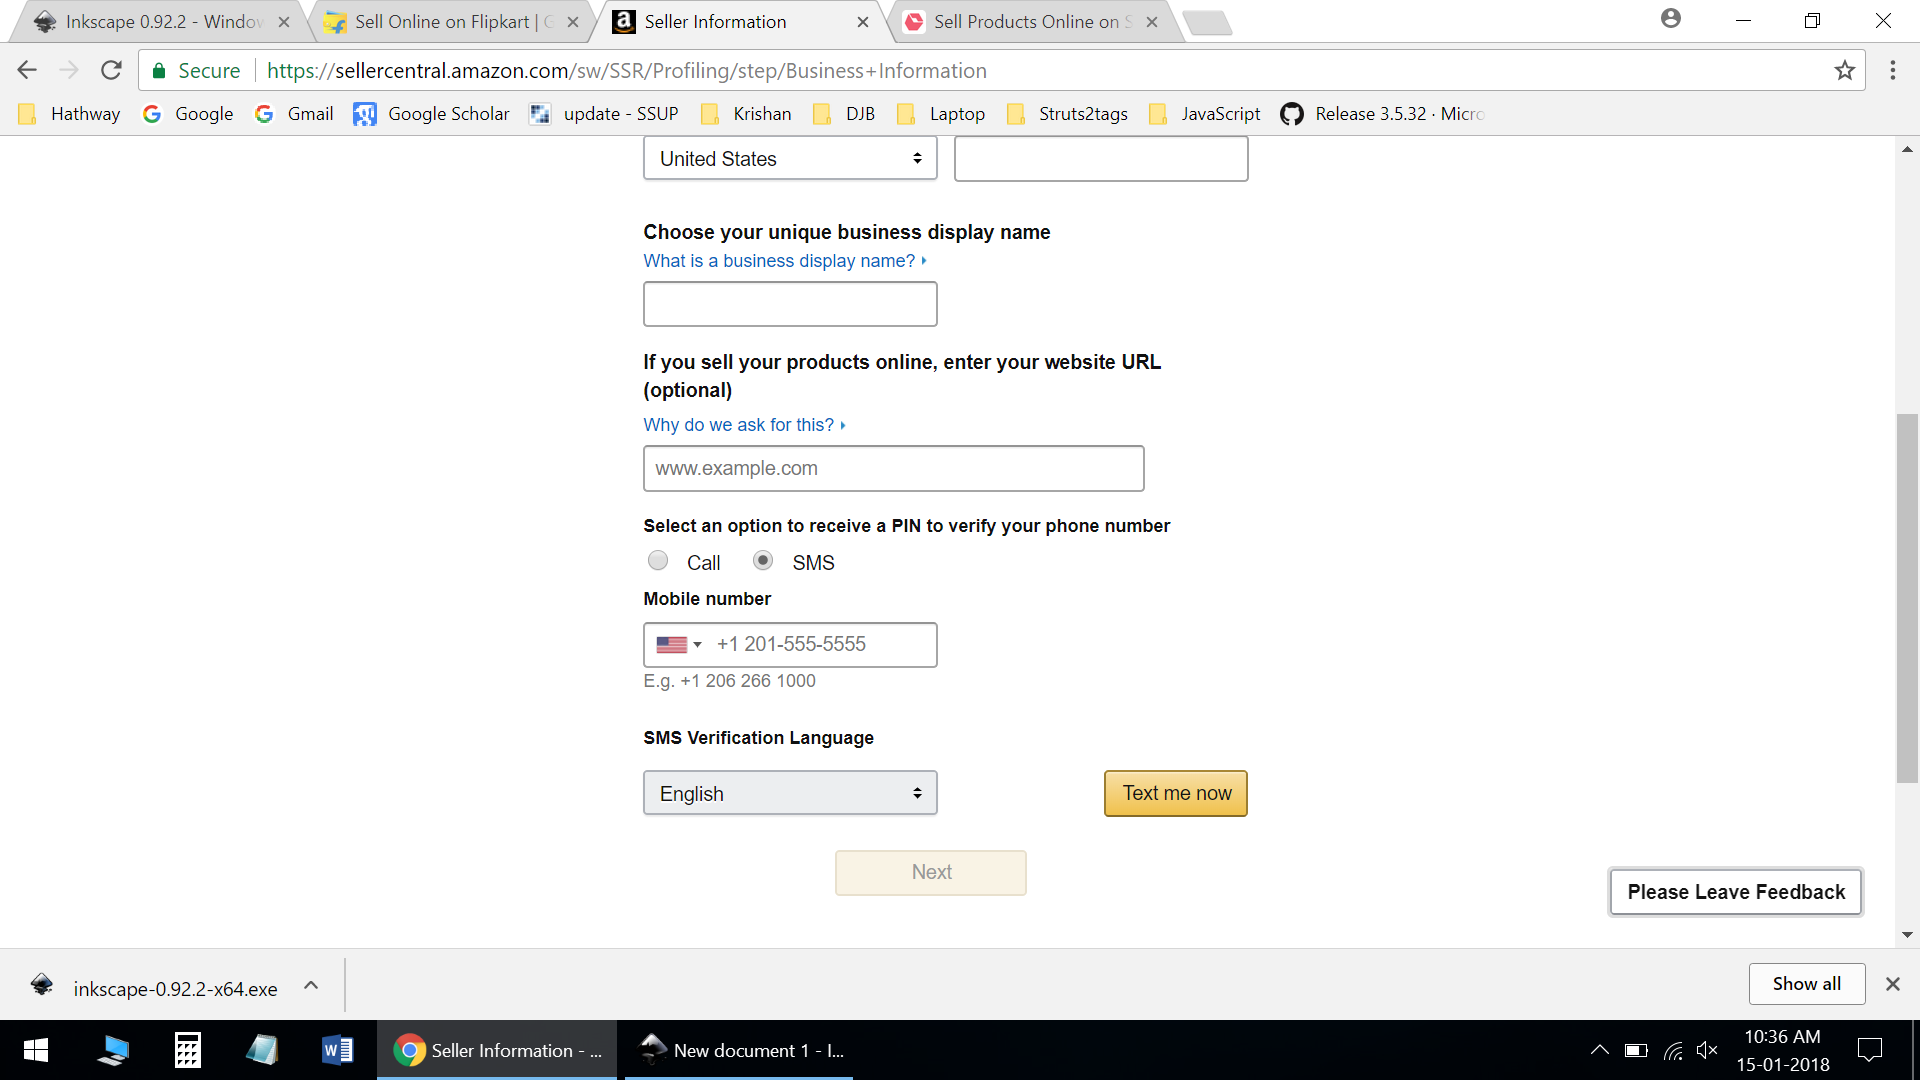 Inkscape 0.92.2 - Window
Sell Online on Flipkart | G
Seller Information
Sell Products Online on S
Secure
https://sellercentral.amazon.com/sw/SSR/Profiling/step/Business+Information
Hathway
Google
Gmail
Google Scholar
update - SSUP
Krishan
DJB
Laptop
Struts2tags
JavaScript
Release 3.5.32 · Micro
United States
Choose your unique business display name
What is a business display name?
If you sell your products online, enter your website URL
(optional)
Why do we ask for this?
www.example.com
Select an option to receive a PIN to verify your phone number
Call
SMS
Mobile number
+1 201-555-5555
E.g. +1 206 266 1000
SMS Verification Language
English
Text me now
Next
Please Leave Feedback
inkscape-0.92.2-x64.exe
Show all
Seller Information - ...
New document 1 - I...
10:36 AM
15-01-2018